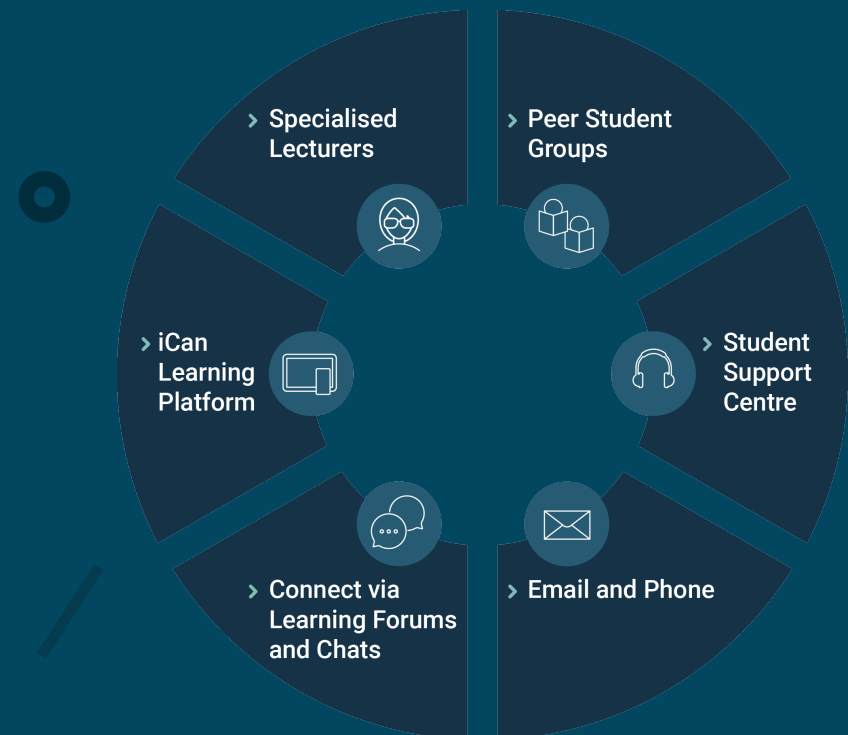 Specialised
Lecturers
Peer Student
Groups
iCan
Learning
Platform
Student
Support
Centre
Connect via
Learning Forums
and Chats
Email and Phone